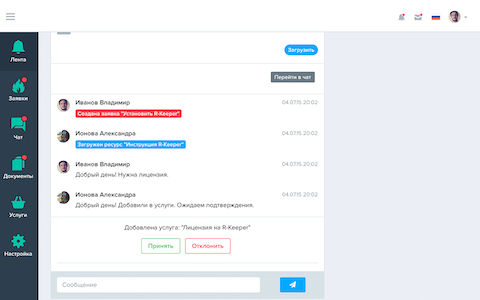 Загрузить
Лента
Перейти в чат
Заявки
Иванов Владимир 04.07.15 20:02
Создана заявка "Установить R-Keeper"
Чат
Ионова Александра 04.07.15 20:02
Загружен ресурс "Инструкция R-Keeper"
Документы
Иванов Владимир 04.07.15 20:02
Добрый день! Нужна лицензия.
Услуги
Ионова Александра 04.07.15 20:02
Добрый день! Добавили в услуги. Ожидаем подтверждения.
Добавлена услуга: "Лицензия на R-Keeper"
Настройка
Принять Отклонить
Сообщение